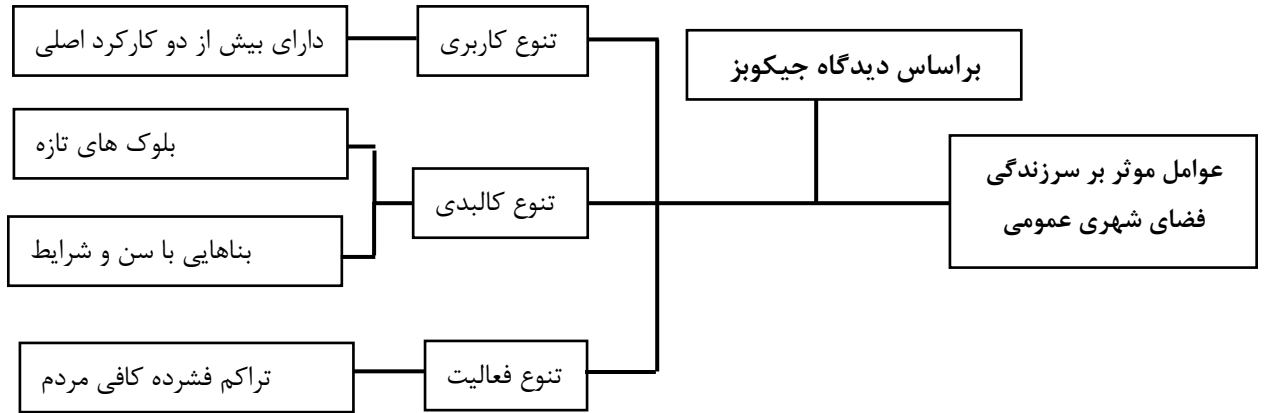 براساس دیدگاه جیکوبز
عوامل موثر بر سرزندگی
فضای شهری عمومی
تنوع کاربری
دارای بیش از دو کارکرد اصلی
تنوع کالبدی
بلوک های تازه
بناهایی با سن و شرایط
تنوع فعالیت
تراکم فشرده کافی مردم